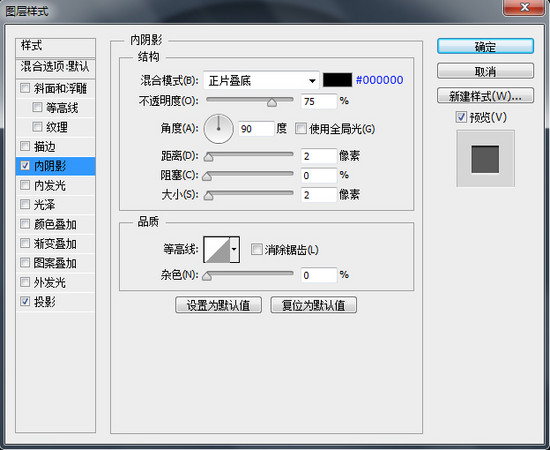 图层样式
样式
混合选项:默认
斜面和浮雕
等高线
纹理
描边
内阴影
内发光
光泽
颜色叠加
渐变叠加
图案叠加
外发光
投影
内阴影
结构
混合模式(B): 正片叠底 #000000
不透明度(O): 75 %
角度(A): 90 度 使用全局光(G)
距离(D): 2 像素
阻塞(C): 0 %
大小(S): 2 像素
品质
等高线: 消除锯齿(L)
杂色(N): 0 %
设置为默认值 复位为默认值
确定
取消
新建样式(W)...
预览(V)